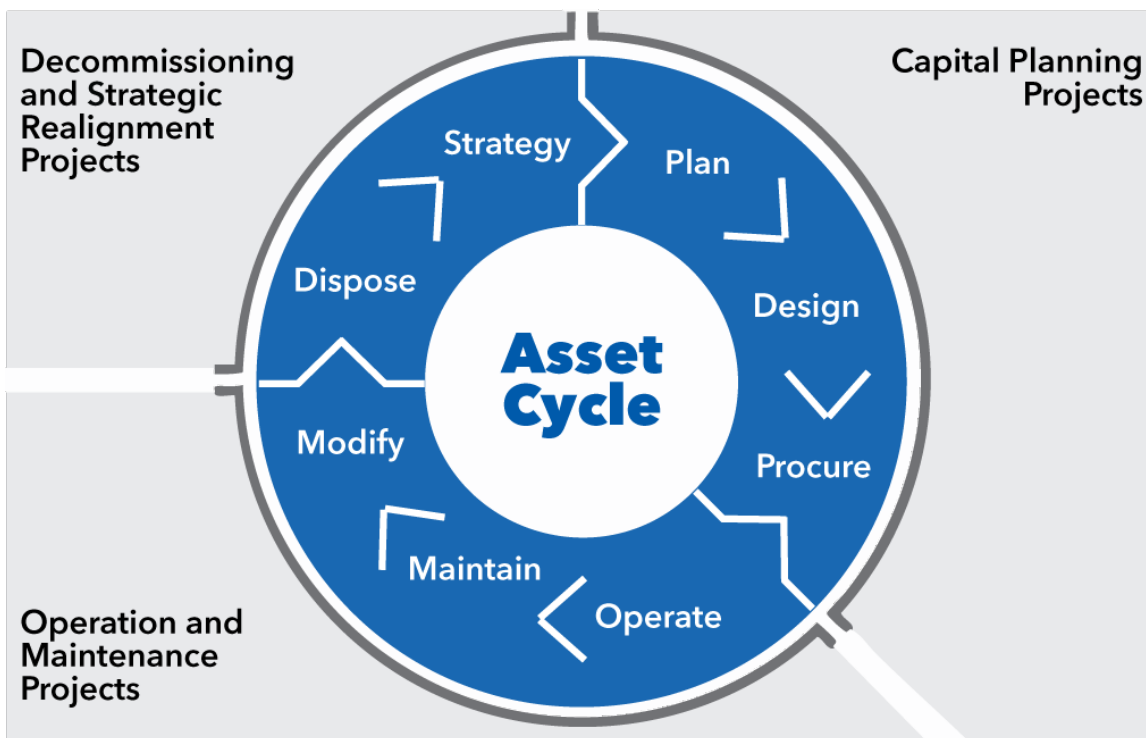 Decommissioning
and Strategic
Realignment
Projects
Capital Planning
Projects
Strategy
Plan
Dispose
Design
Asset
Cycle
Modify
Procure
Maintain
Operate
Operation and
Maintenance
Projects